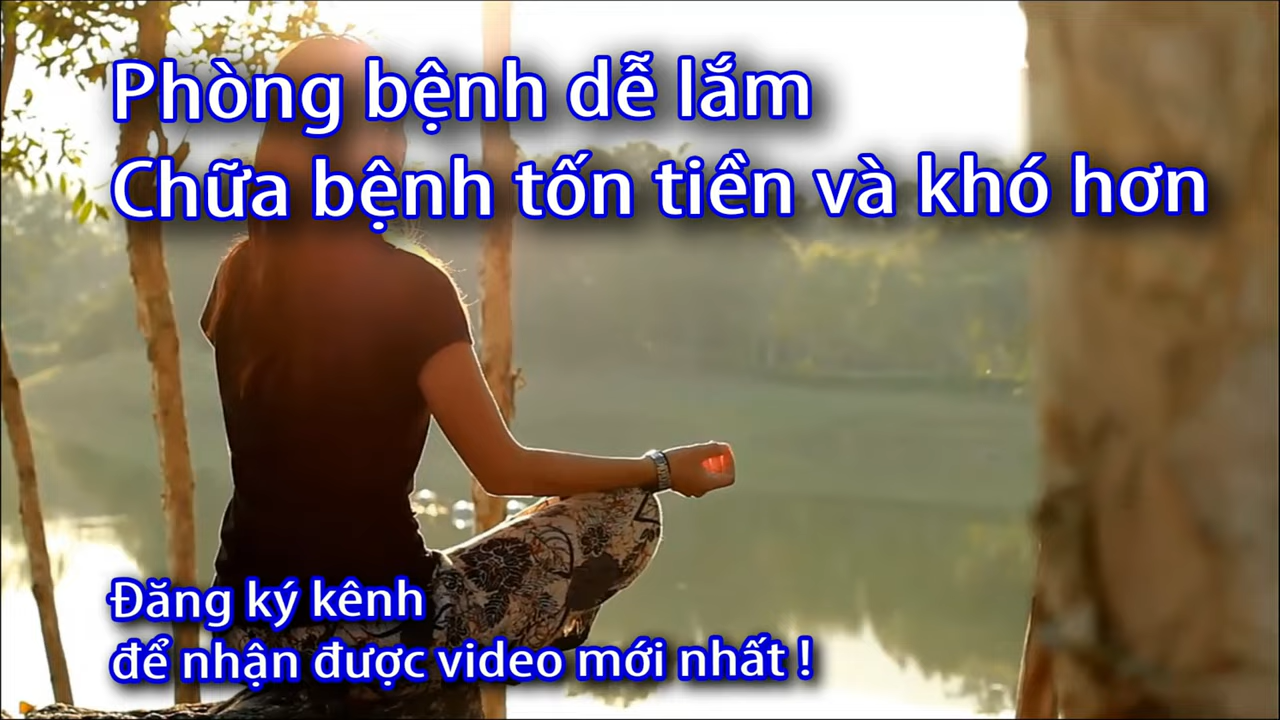 Phòng bệnh dễ lắm
Chữa bệnh tốn tiền và khó hơn
Đăng ký kênh
để nhận được video mới nhất !